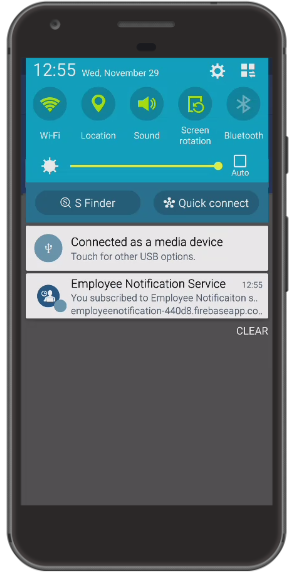 12:55 Wed, November 29
Wi-Fi Location Sound Screen rotation Bluetooth
Auto
S Finder Quick connect
Connected as a media device
Touch for other USB options.
Employee Notification Service 12:55
You subscribed to Employee Notificaiton s..
employeenotification-440d8.firebaseapp.co..
CLEAR